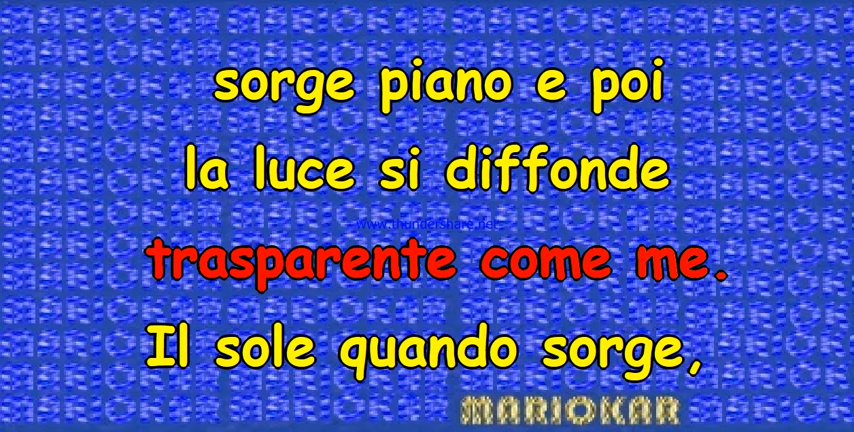 sorge piano e poi
la luce si diffonde
www.thundershare.net
trasparente come me.
Il sole quando sorge,
MARIOKAR